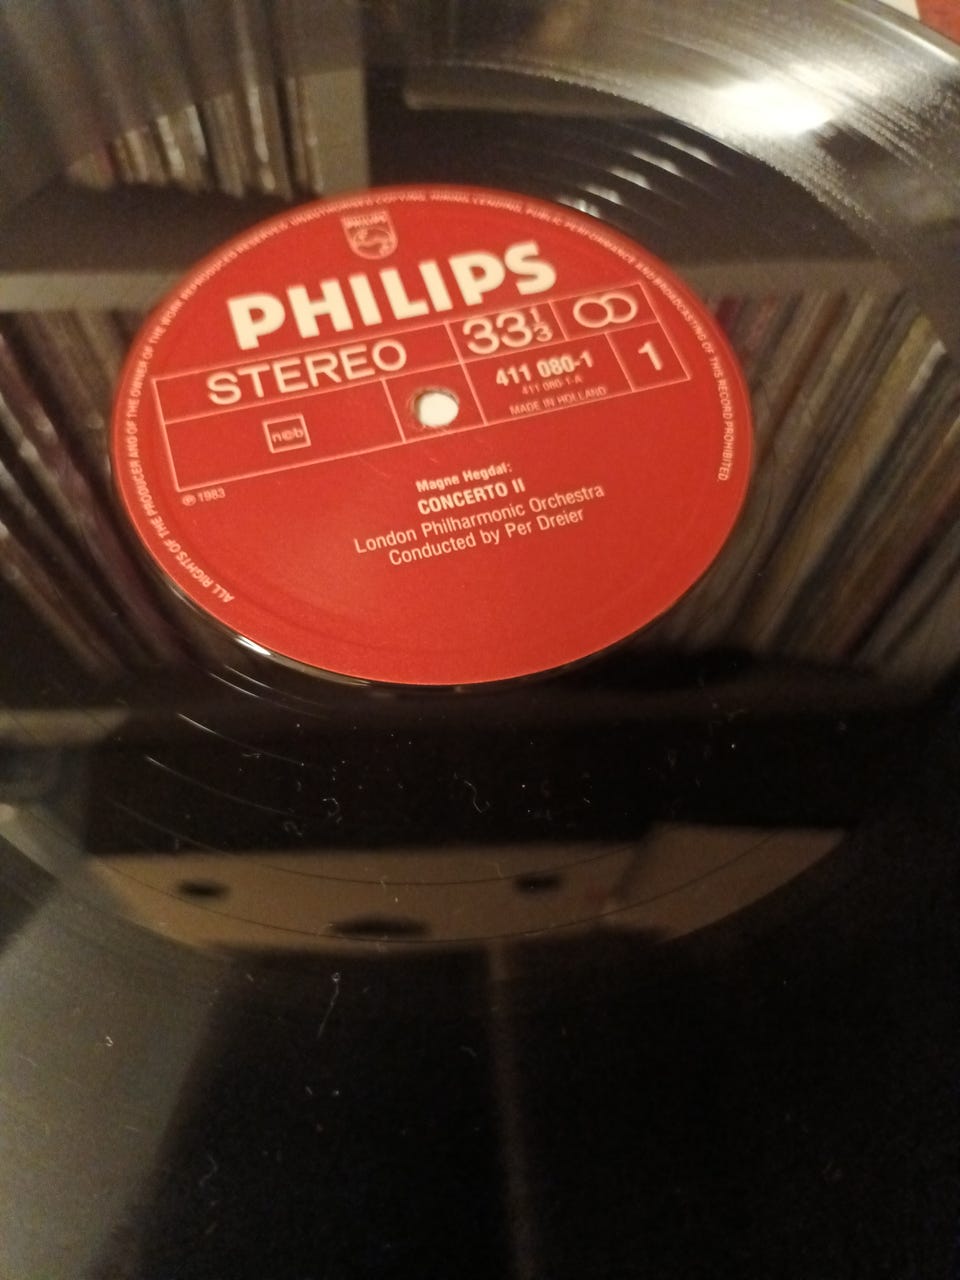 ALL RIGHTS OF THE PRODUCER AND OF THE OWNER OF THE WORK REPRODUCED RESERVED. UNAUTHORISED COPYING, HIRING, LENDING, PUBLIC PERFORMANCE AND BROADCASTING OF THIS RECORD PROHIBITED.
PHILIPS
PHILIPS
STEREO
33⅓
411 080-1
411 080-1-A
MADE IN HOLLAND
1
ncb
℗ 1983
Magne Hegdal:
CONCERTO II
London Philharmonic Orchestra
Conducted by Per Dreier